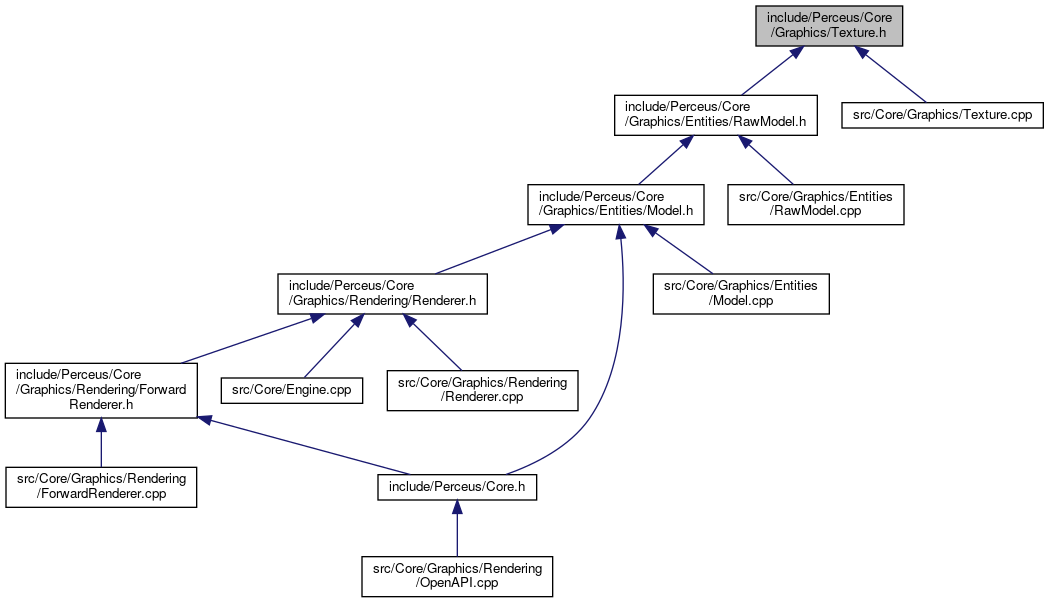 include/Perceus/Core
/Graphics/Texture.h
include/Perceus/Core
/Graphics/Entities/RawModel.h
src/Core/Graphics/Texture.cpp
include/Perceus/Core
/Graphics/Entities/Model.h
src/Core/Graphics/Entities
/RawModel.cpp
include/Perceus/Core
/Graphics/Rendering/Renderer.h
src/Core/Graphics/Entities
/Model.cpp
include/Perceus/Core
/Graphics/Rendering/Forward
Renderer.h
src/Core/Engine.cpp
src/Core/Graphics/Rendering
/Renderer.cpp
src/Core/Graphics/Rendering
/ForwardRenderer.cpp
include/Perceus/Core.h
src/Core/Graphics/Rendering
/OpenAPI.cpp